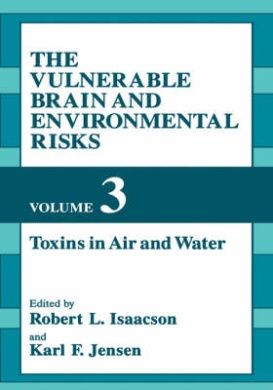 THE
VULNERABLE
BRAIN AND
ENVIRONMENTAL
RISKS
VOLUME 3
Toxins in Air and Water
Edited by
Robert L. Isaacson
and
Karl F. Jensen